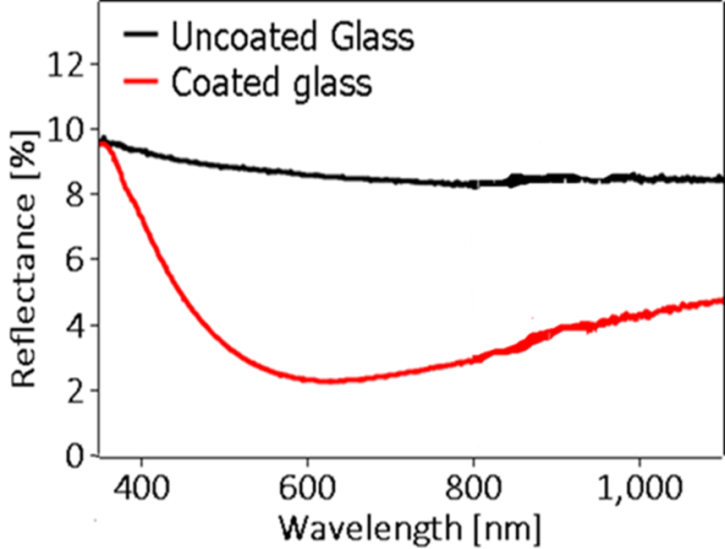 Uncoated Glass
Coated glass
12
10
8
6
4
2
0
Reflectance [%]
400 600 800 1,000
Wavelength [nm]